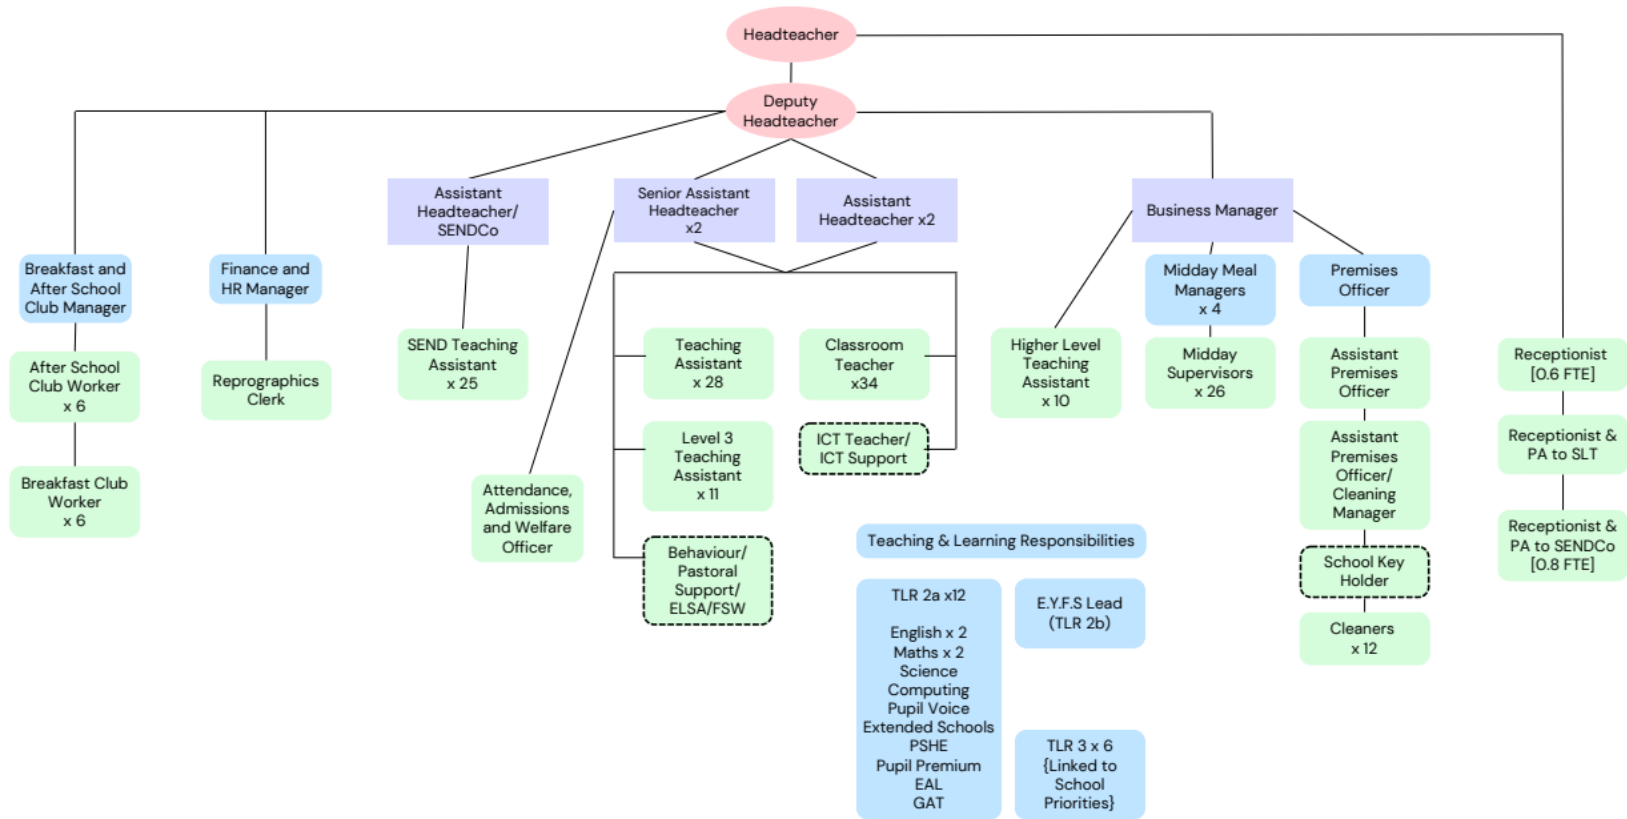 Headteacher
Deputy
Headteacher
Assistant
Headteacher/
SENDCo
Senior Assistant
Headteacher
x2
Assistant
Headteacher x2
Business Manager
Breakfast and
After School
Club Manager
Finance and
HR Manager
Midday Meal
Managers
x 4
Premises
Officer
After School
Club Worker
x 6
Reprographics
Clerk
SEND Teaching
Assistant
x 25
Teaching
Assistant
x 28
Classroom
Teacher
x34
Higher Level
Teaching
Assistant
x 10
Midday
Supervisors
x 26
Assistant
Premises
Officer
Receptionist
[0.6 FTE]
Breakfast Club
Worker
x 6
Attendance,
Admissions
and Welfare
Officer
Level 3
Teaching
Assistant
x 11
ICT Teacher/
ICT Support
Assistant
Premises
Officer/
Cleaning
Manager
Receptionist &
PA to SLT
Behaviour/
Pastoral
Support/
ELSA/FSW
School Key
Holder
Receptionist &
PA to SENDCo
[0.8 FTE]
Cleaners
x 12
Teaching & Learning Responsibilities
TLR 2a x12
English x 2
Maths x 2
Science
Computing
Pupil Voice
Extended Schools
PSHE
Pupil Premium
EAL
GAT
E.Y.F.S Lead
(TLR 2b)
TLR 3 x 6
{Linked to
School
Priorities}